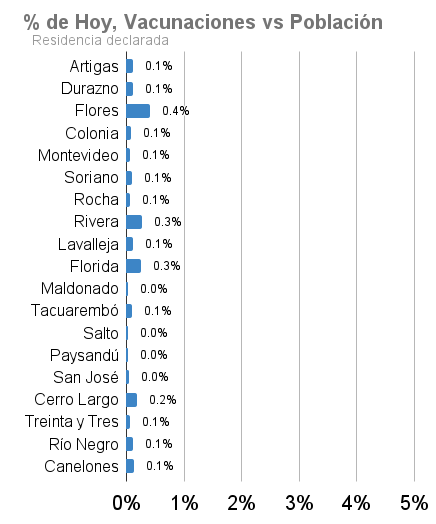 % de Hoy, Vacunaciones vs Población
Residencia declarada
Artigas 0.1%
Durazno 0.1%
Flores 0.4%
Colonia 0.1%
Montevideo 0.1%
Soriano 0.1%
Rocha 0.1%
Rivera 0.3%
Lavalleja 0.1%
Florida 0.3%
Maldonado 0.0%
Tacuarembó 0.1%
Salto 0.0%
Paysandú 0.0%
San José 0.0%
Cerro Largo 0.2%
Treinta y Tres 0.1%
Río Negro 0.1%
Canelones 0.1%
0% 1% 2% 3% 4% 5%